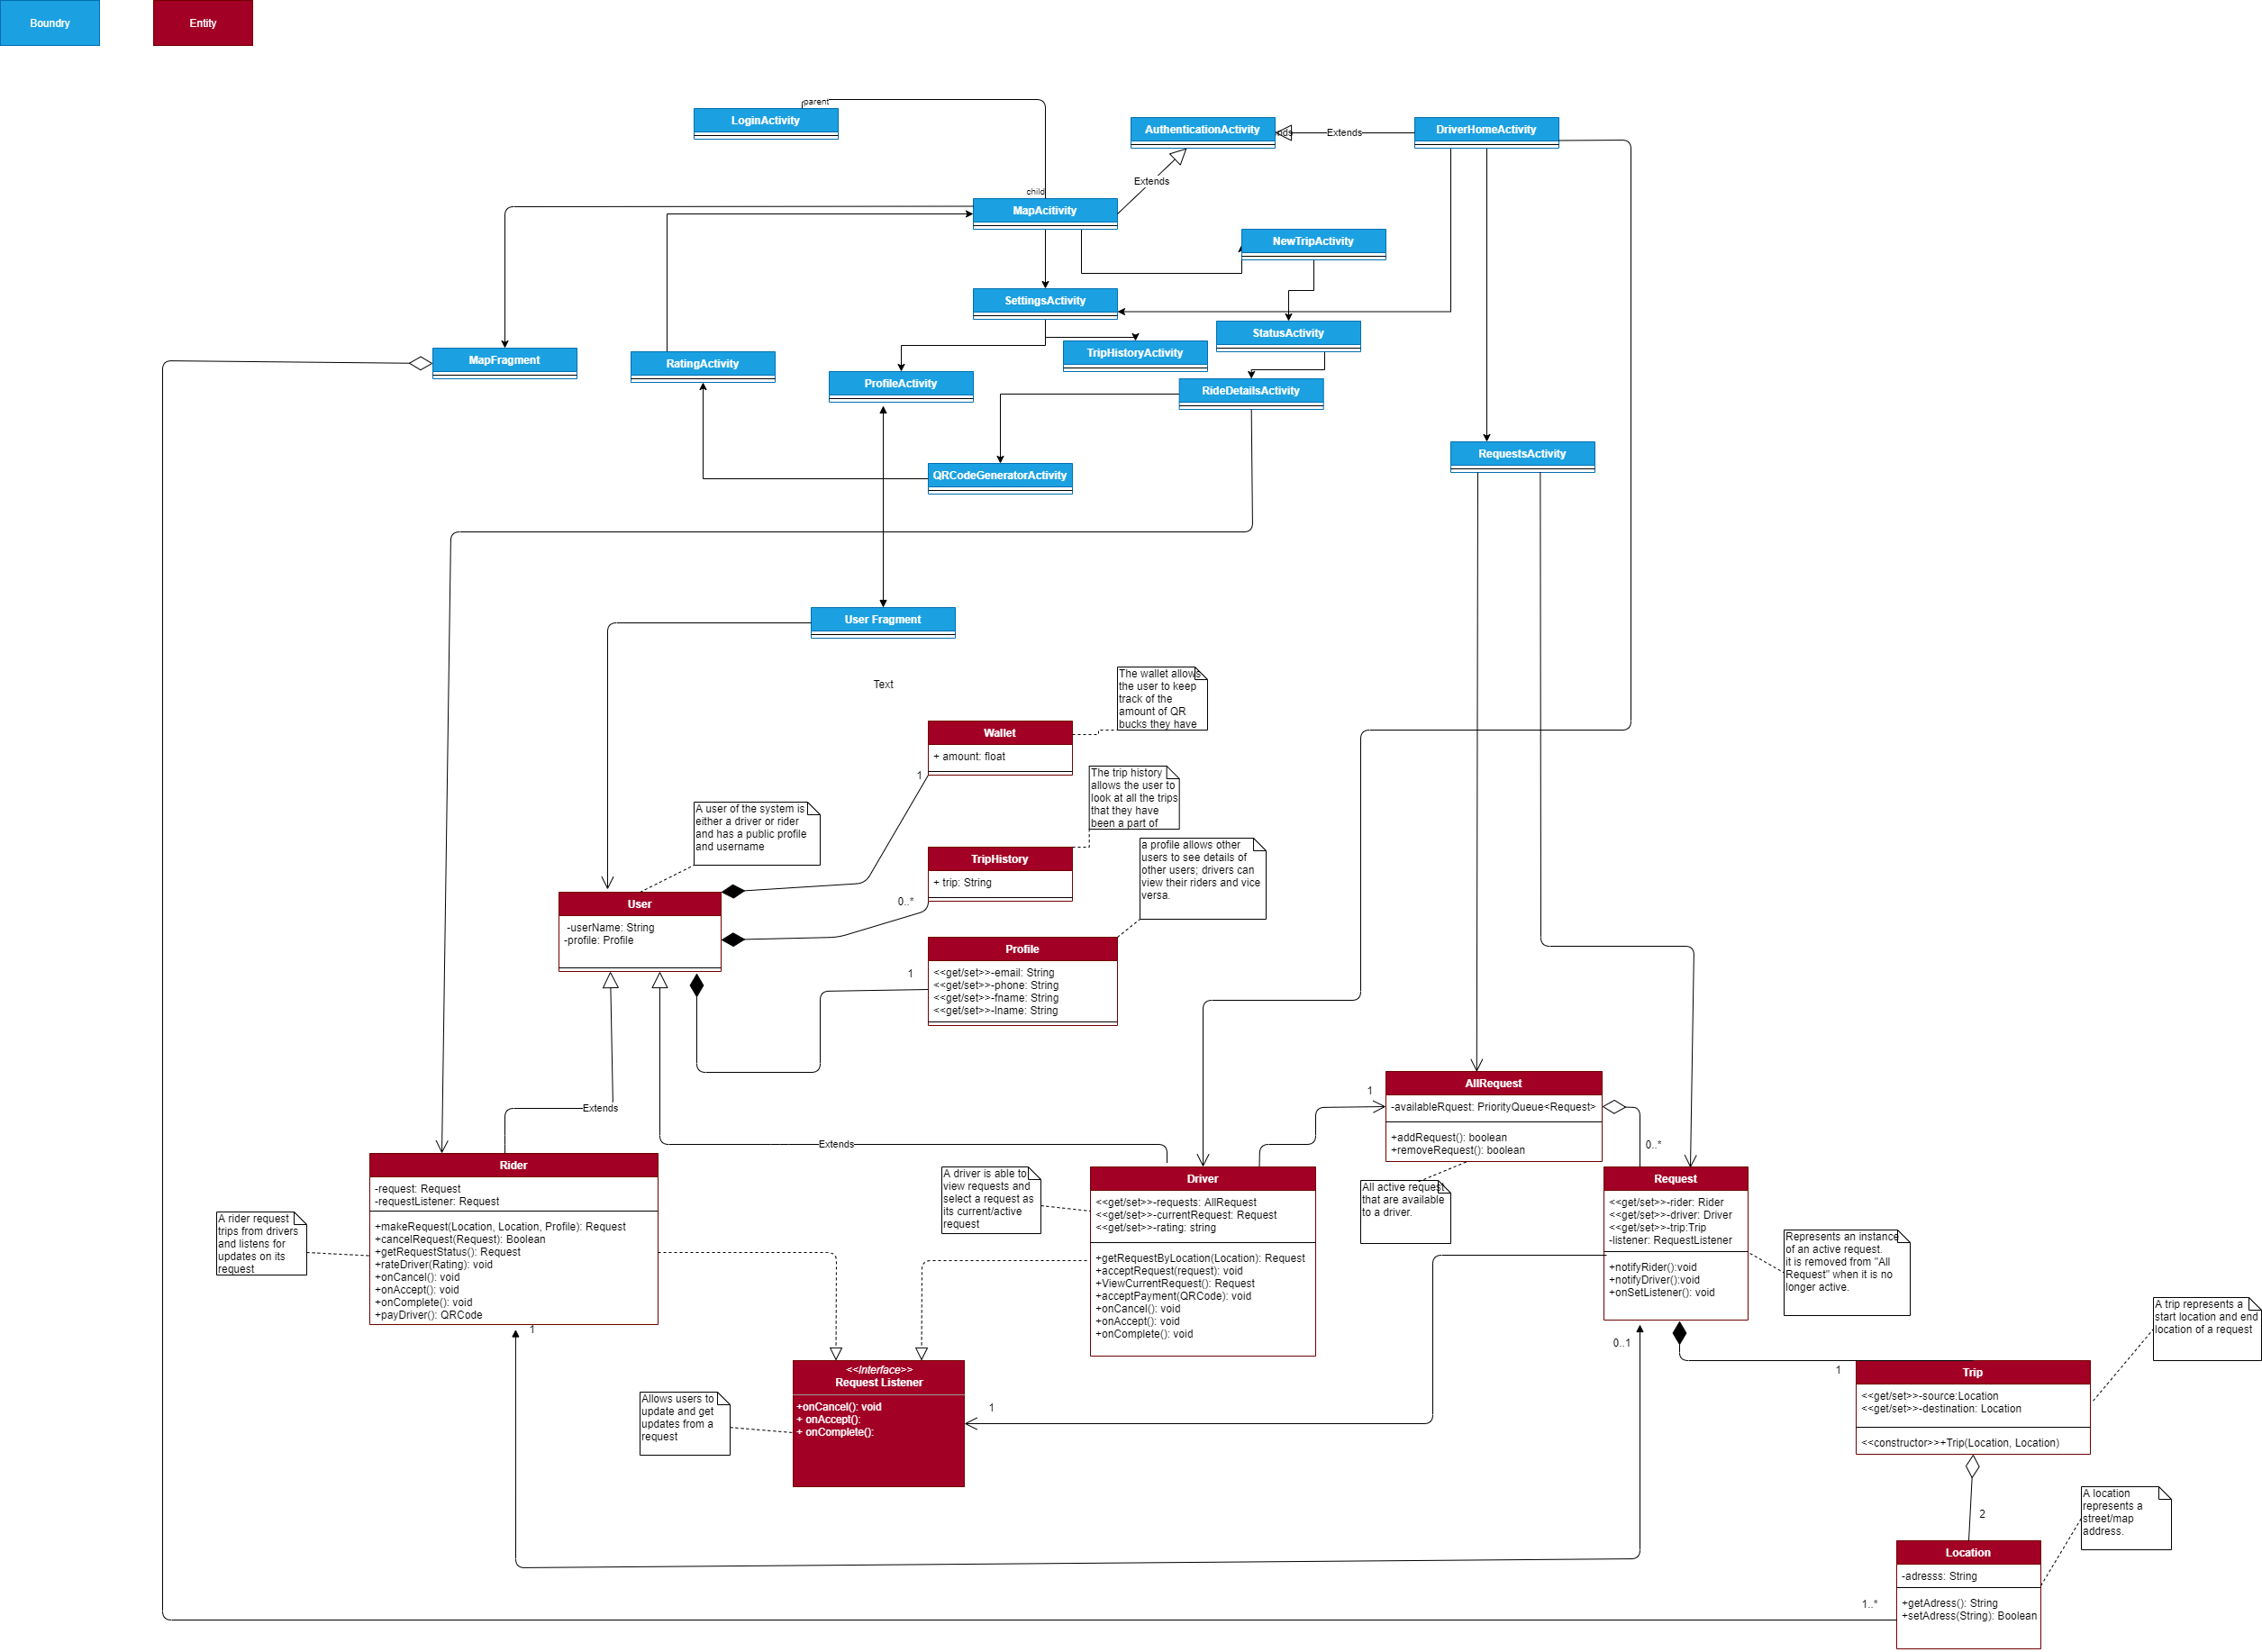 Boundry
Entity
parent
LoginActivity
AuthenticationActivity
nds
Extends
DriverHomeActivity
Extends
child
MapAcitivity
NewTripActivity
SettingsActivity
StatusActivity
MapFragment
RatingActivity
TripHistoryActivity
ProfileActivity
RideDetailsActivity
RequestsActivity
QRCodeGeneratorActivity
User Fragment
Text
The wallet allows
the user to keep
track of the
amount of QR
bucks they have
Wallet
+ amount: float
1
The trip history
allows the user to
look at all the trips
that they have
been a part of
A user of the system is
either a driver or rider
and has a public profile
and username
TripHistory
+ trip: String
0..*
a profile allows other
users to see details of
other users; drivers can
view their riders and vice
versa.
User
-userName: String
-profile: Profile
Profile
<<get/set>>-email: String
<<get/set>>-phone: String
<<get/set>>-fname: String
<<get/set>>-lname: String
1
Extends
Extends
1
AllRequest
-availableRquest: PriorityQueue<Request>
+addRequest(): boolean
+removeRequest(): boolean
0..*
Rider
-request: Request
-requestListener: Request
+makeRequest(Location, Location, Profile): Request
+cancelRequest(Request): Boolean
+getRequestStatus(): Request
+rateDriver(Rating): void
+onCancel(): void
+onAccept(): void
+onComplete(): void
+payDriver(): QRCode
A rider request
trips from drivers
and listens for
updates on its
request
1
A driver is able to
view requests and
select a request as
its current/active
request
Driver
<<get/set>>-requests: AllRequest
<<get/set>>-currentRequest: Request
<<get/set>>-rating: string
+getRequestByLocation(Location): Request
+acceptRequest(request): void
+ViewCurrentRequest(): Request
+acceptPayment(QRCode): void
+onCancel(): void
+onAccept(): void
+onComplete(): void
All active request
that are available
to a driver.
Request
<<get/set>>-rider: Rider
<<get/set>>-driver: Driver
<<get/set>>-trip:Trip
-listener: RequestListener
+notifyRider():void
+notifyDriver():void
+onSetListener(): void
Represents an instance
of an active request.
it is removed from "All
Request" when it is no
longer active.
0..1
1
A trip represents a
start location and end
location of a request
<<Interface>>
Request Listener
+onCancel(): void
+ onAccept():
+ onComplete():
Allows users to
update and get
updates from a
request
1
Trip
<<get/set>>-source:Location
<<get/set>>-destination: Location
<<constructor>>+Trip(Location, Location)
2
A location
represents a
street/map
address.
Location
-adresss: String
+getAdress(): String
+setAdress(String): Boolean
1..*